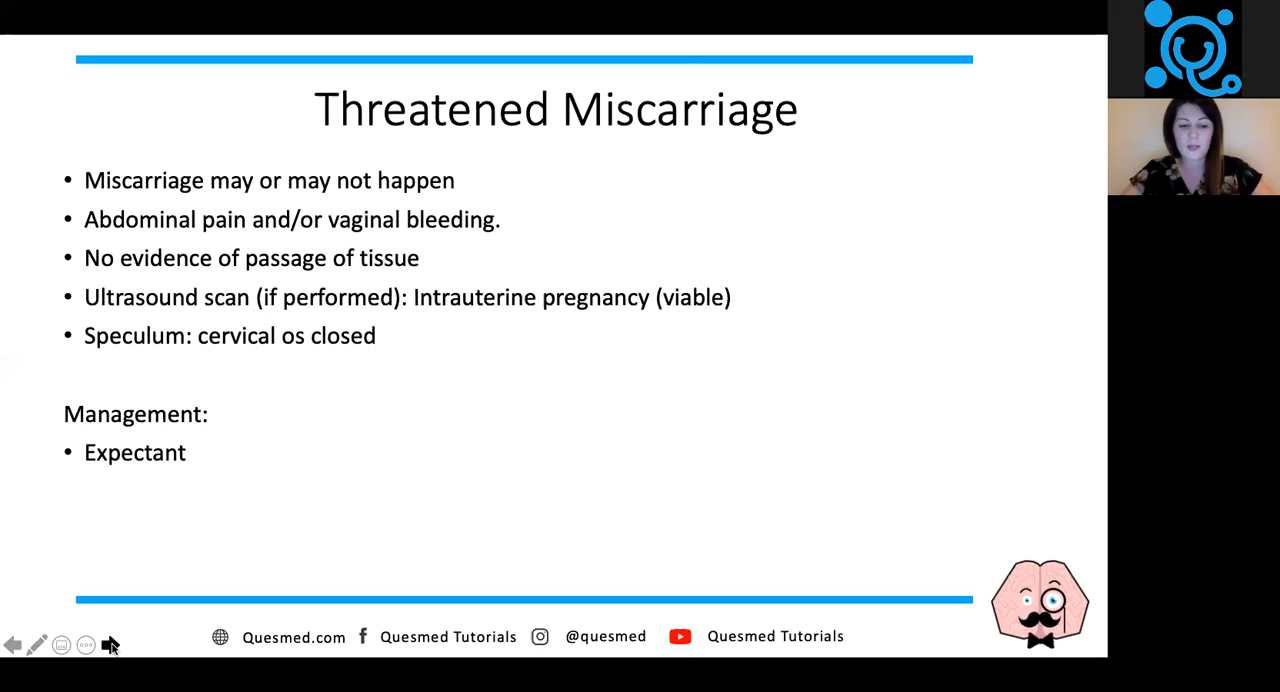 Threatened Miscarriage
• Miscarriage may or may not happen
• Abdominal pain and/or vaginal bleeding.
• No evidence of passage of tissue
• Ultrasound scan (if performed): Intrauterine pregnancy (viable)
• Speculum: cervical os closed
Management:
• Expectant
Quesmed.com f Quesmed Tutorials @quesmed Quesmed Tutorials